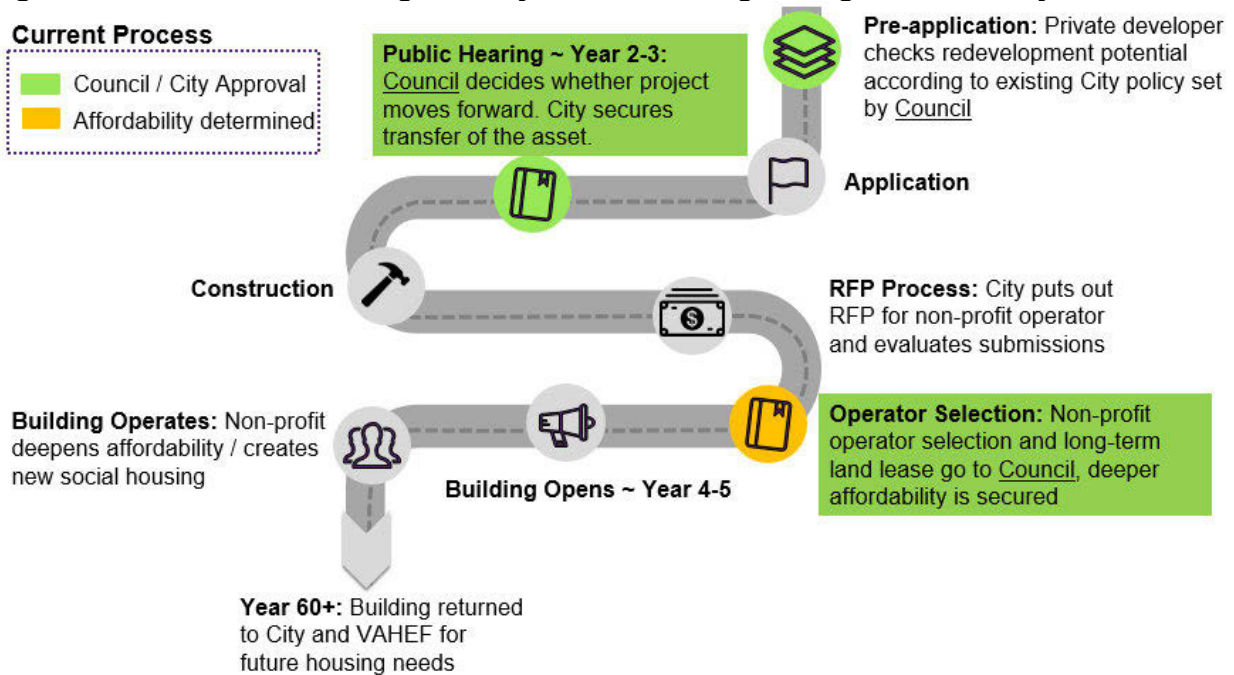 Current Process
Council / City Approval
Affordability determined
Public Hearing ~ Year 2-3:
Council decides whether project
moves forward. City secures
transfer of the asset.
Pre-application: Private developer
checks redevelopment potential
according to existing City policy set
by Council
Application
Construction
RFP Process: City puts out
RFP for non-profit operator
and evaluates submissions
Operator Selection: Non-profit
operator selection and long-term
land lease go to Council, deeper
affordability is secured
Building Opens ~ Year 4-5
Building Operates: Non-profit
deepens affordability / creates
new social housing
Year 60+: Building returned
to City and VAHEF for
future housing needs